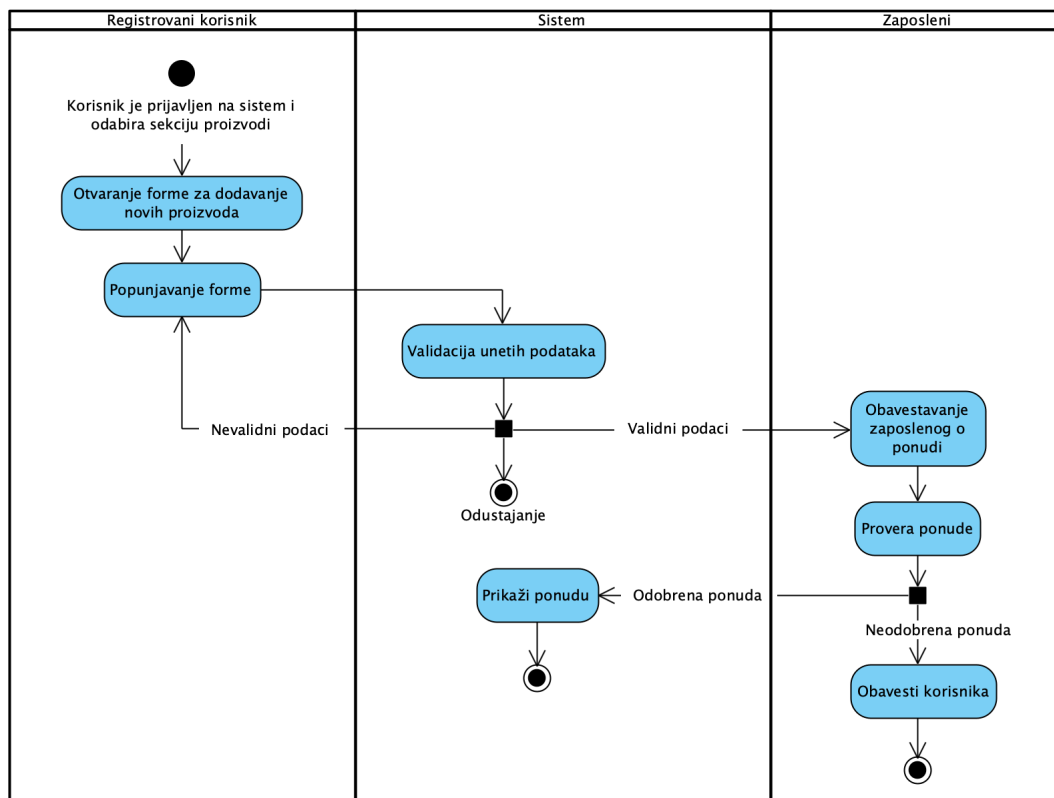 Registrovani korisnik
Sistem
Zaposleni
Korisnik je prijavljen na sistem i
odabira sekciju proizvodi
Otvaranje forme za dodavanje
novih proizvoda
Popunjavanje forme
Validacija unetih podataka
Nevalidni podaci
Validni podaci
Obavestavanje
zaposlenog o
ponudi
Odustajanje
Provera ponude
Prikaži ponudu
Odobrena ponuda
Neodobrena ponuda
Obavesti korisnika